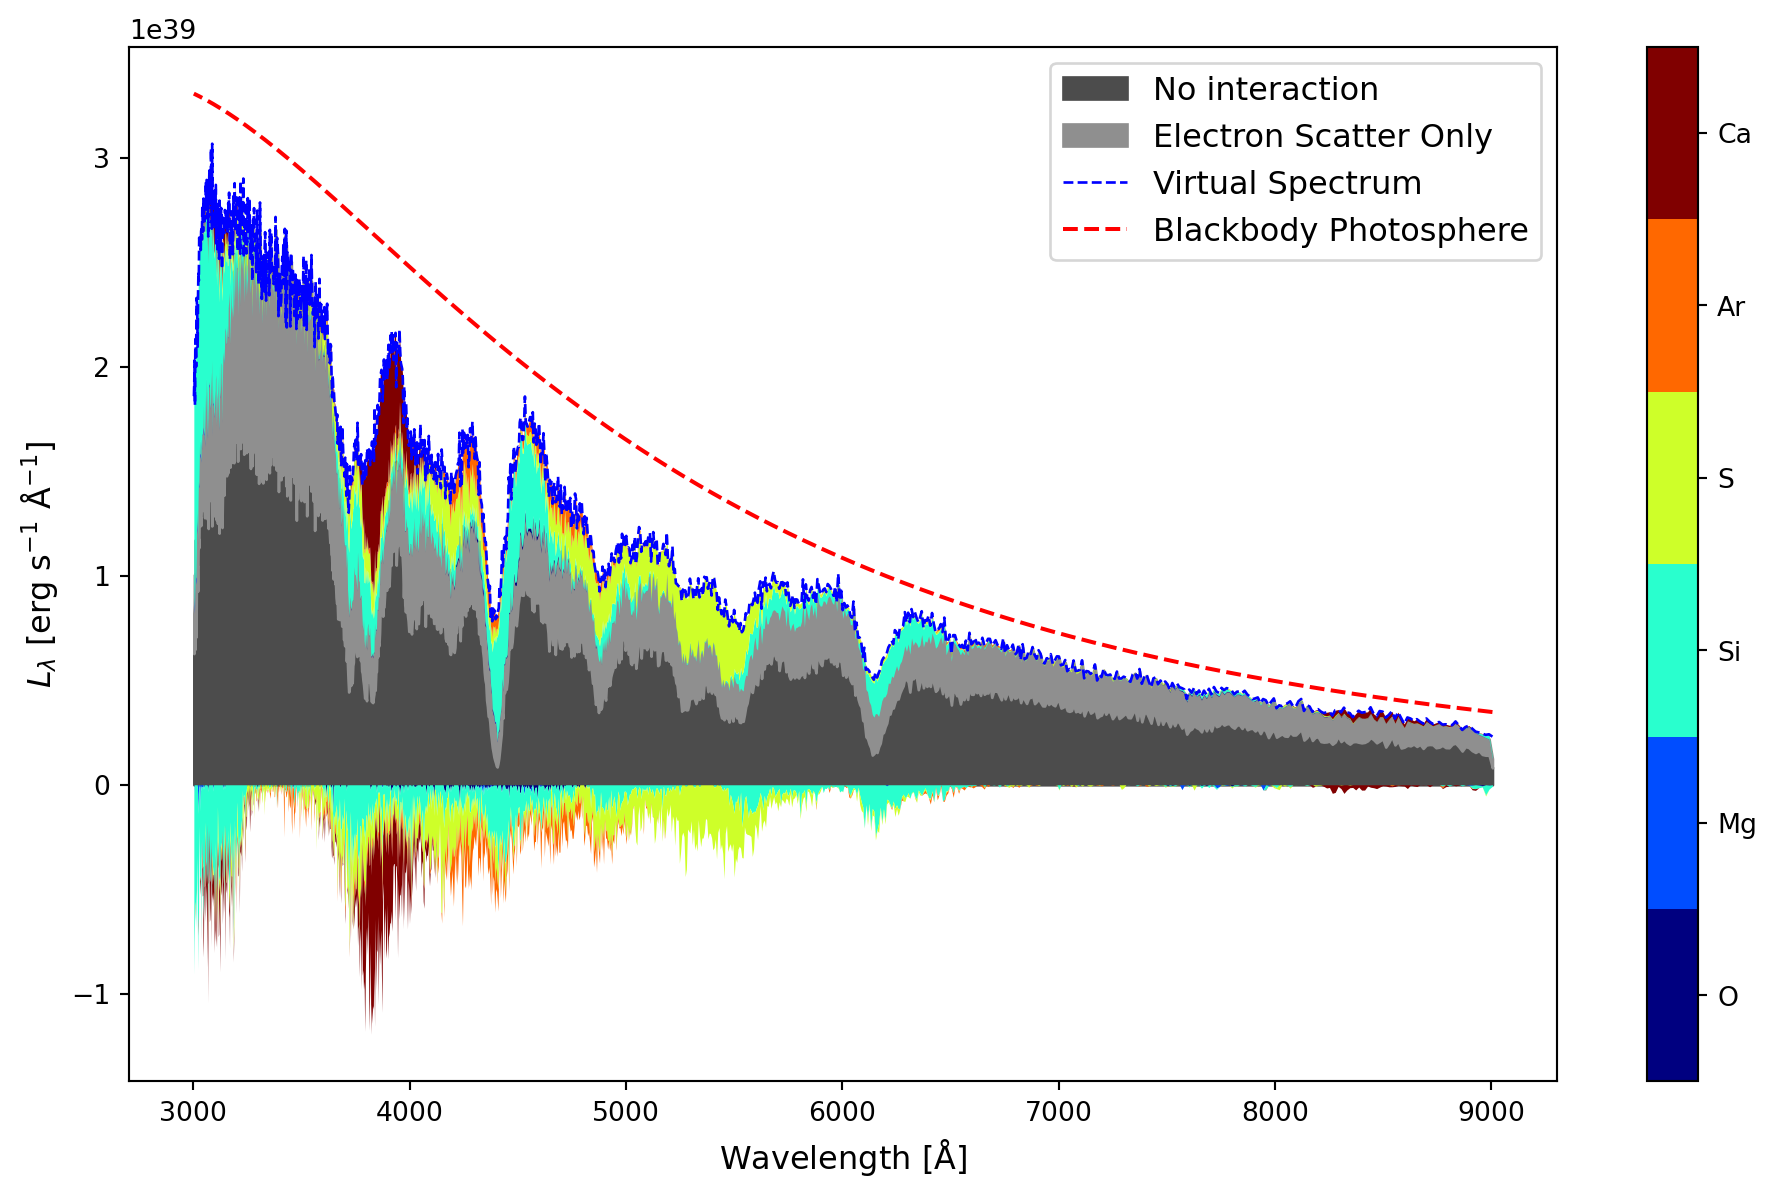 1e39
No interaction
Electron Scatter Only
Virtual Spectrum
Blackbody Photosphere
3
2
1
0
−1
L_λ [erg s⁻¹ Å⁻¹]
3000 4000 5000 6000 7000 8000 9000
Wavelength [Å]
Ca
Ar
S
Si
Mg
O